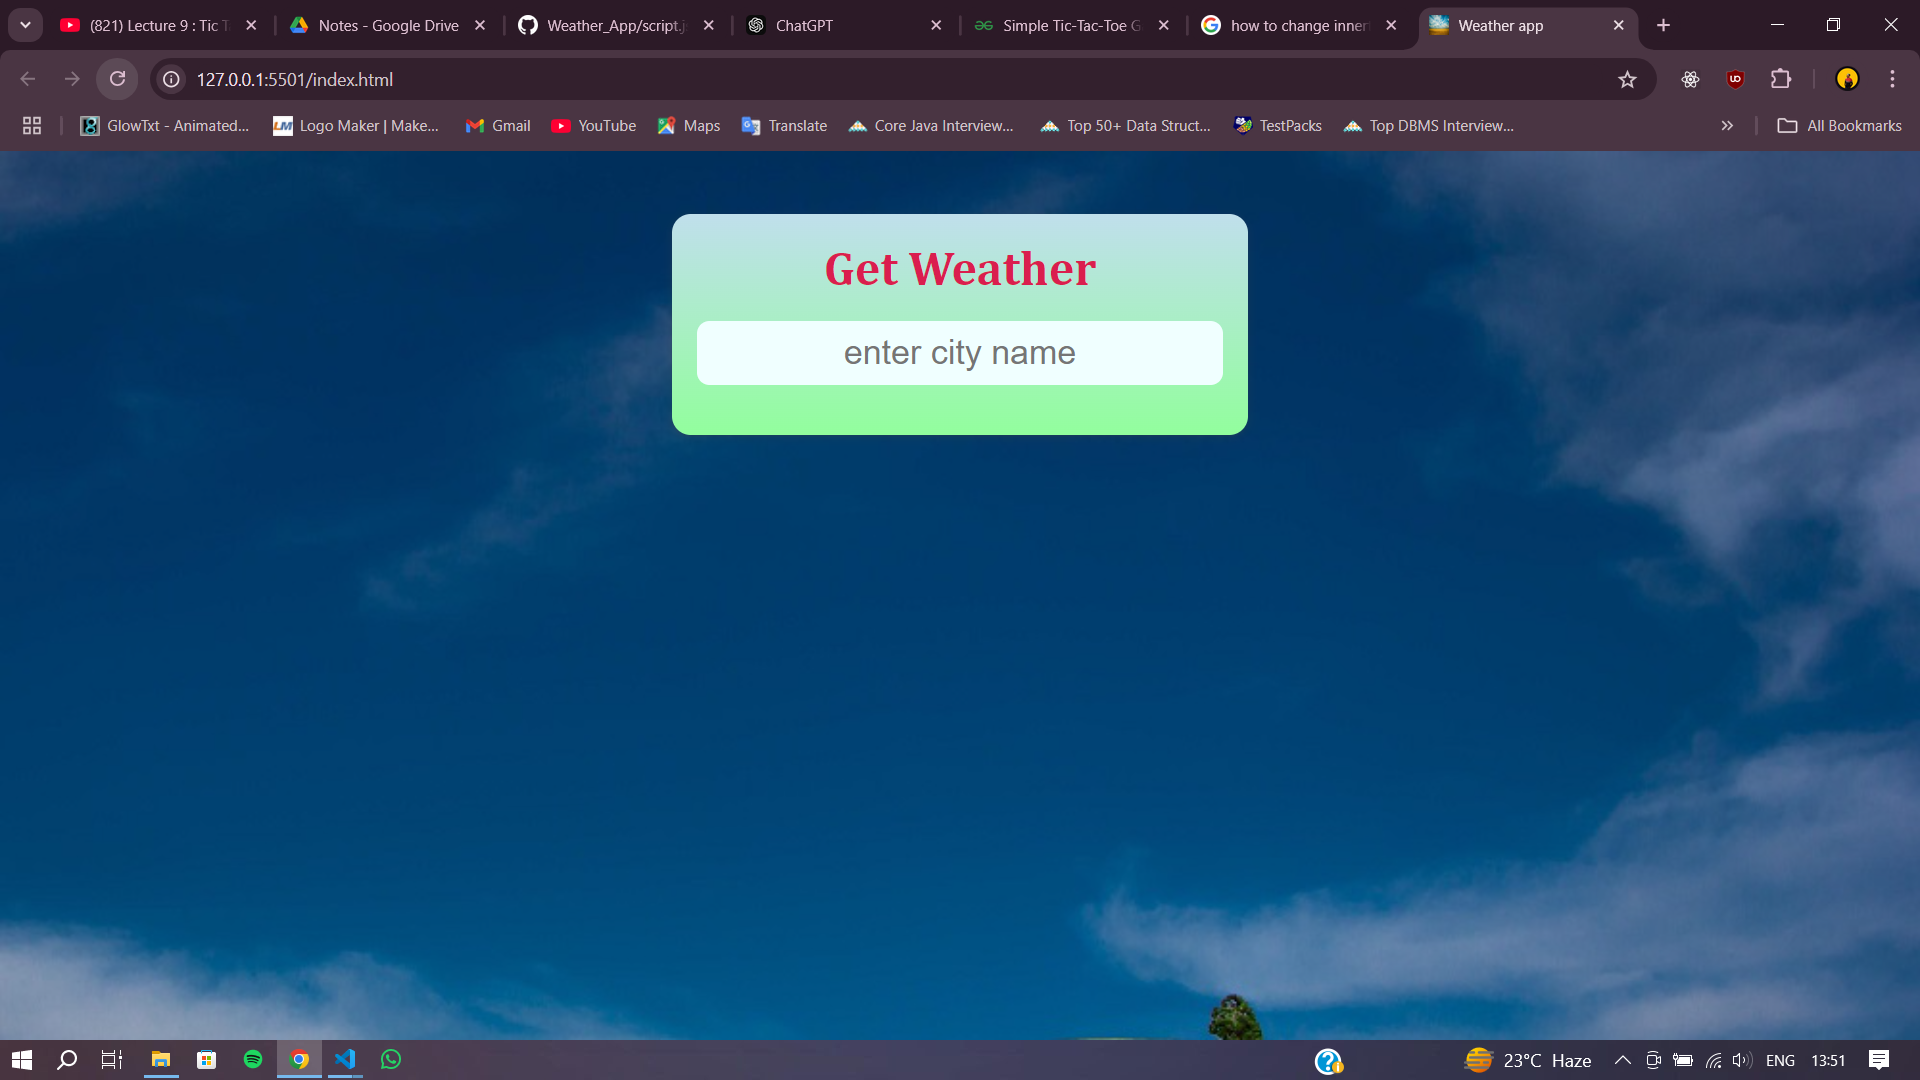 (821) Lecture 9 : Tic T
Notes - Google Drive
Weather_App/script.js
ChatGPT
Simple Tic-Tac-Toe G
how to change inner
Weather app
127.0.0.1:5501/index.html
GlowTxt - Animated...
Logo Maker | Make...
Gmail
YouTube
Maps
Translate
Core Java Interview...
Top 50+ Data Struct...
TestPacks
Top DBMS Interview...
All Bookmarks
Get Weather
enter city name
23°C Haze
ENG
13:51